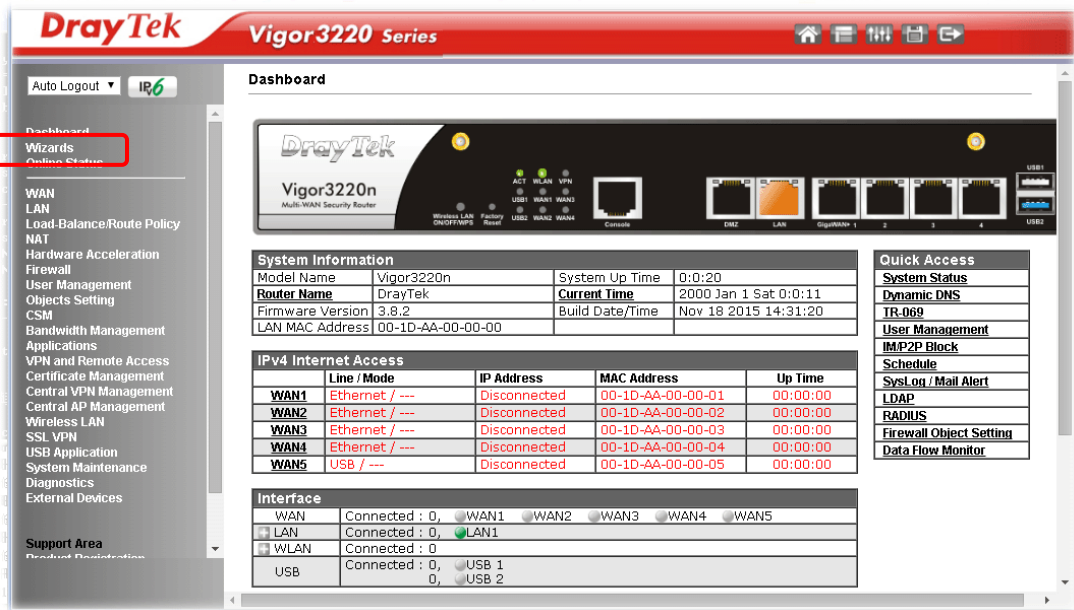 DrayTek Vigor3220 Series
Auto Logout IPv6
Dashboard
Wizards
Online Status
WAN
LAN
Load-Balance/Route Policy
NAT
Hardware Acceleration
Firewall
User Management
Objects Setting
CSM
Bandwidth Management
Applications
VPN and Remote Access
Certificate Management
Central VPN Management
Central AP Management
Wireless LAN
SSL VPN
USB Application
System Maintenance
Diagnostics
External Devices
Support Area
Product Registration
Dashboard
DrayTek
Vigor3220n
Multi-WAN Security Router
Wireless LAN Factory
ON/OFF/WPS Reset
ACT WLAN VPN
USB1 WAN1 WAN3
USB2 WAN2 WAN4
Console DMZ LAN GigaWAN 1 2 3 4
USB1
USB2
System Information
Model Name Vigor3220n System Up Time 0:0:20
Router Name DrayTek Current Time 2000 Jan 1 Sat 0:0:11
Firmware Version 3.8.2 Build Date/Time Nov 18 2015 14:31:20
LAN MAC Address 00-1D-AA-00-00-00
IPv4 Internet Access
Line / Mode IP Address MAC Address Up Time
WAN1 Ethernet / --- Disconnected 00-1D-AA-00-00-01 00:00:00
WAN2 Ethernet / --- Disconnected 00-1D-AA-00-00-02 00:00:00
WAN3 Ethernet / --- Disconnected 00-1D-AA-00-00-03 00:00:00
WAN4 Ethernet / --- Disconnected 00-1D-AA-00-00-04 00:00:00
WAN5 USB / --- Disconnected 00-1D-AA-00-00-05 00:00:00
Interface
WAN Connected : 0, WAN1 WAN2 WAN3 WAN4 WAN5
LAN Connected : 0, LAN1
WLAN Connected : 0
USB Connected : 0, USB 1
0, USB 2
Quick Access
System Status
Dynamic DNS
TR-069
User Management
IM/P2P Block
Schedule
SysLog / Mail Alert
LDAP
RADIUS
Firewall Object Setting
Data Flow Monitor